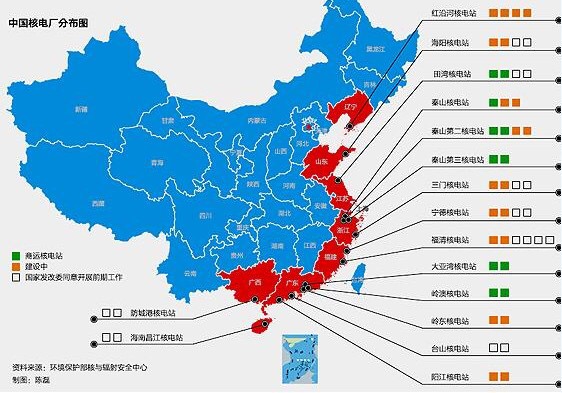 中国核电厂分布图
红沿河核电站
海阳核电站
田湾核电站
秦山核电站
秦山第二核电站
秦山第三核电站
三门核电站
宁德核电站
福清核电站
大亚湾核电站
岭澳核电站
岭东核电站
台山核电站
阳江核电站
黑龙江
吉林
辽宁
新疆
甘肃
内蒙古
河北
山西
山东
宁夏
青海
陕西
河南
江苏
西藏
四川
湖北
安徽
上海
重庆
浙江
贵州
湖南
江西
福建
云南
广西
广东
商运核电站
建设中
国家发改委同意开展前期工作
防城港核电站
海南昌江核电站
资料来源：环境保护部核与辐射安全中心
制图：陈磊